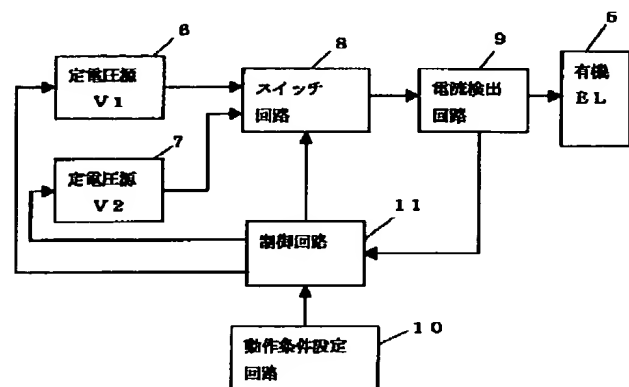 6
定電圧源
V1
8
スイッチ
回路
9
電流検出
回路
5
有機
EL
7
定電圧源
V2
11
制御回路
10
動作条件設定
回路